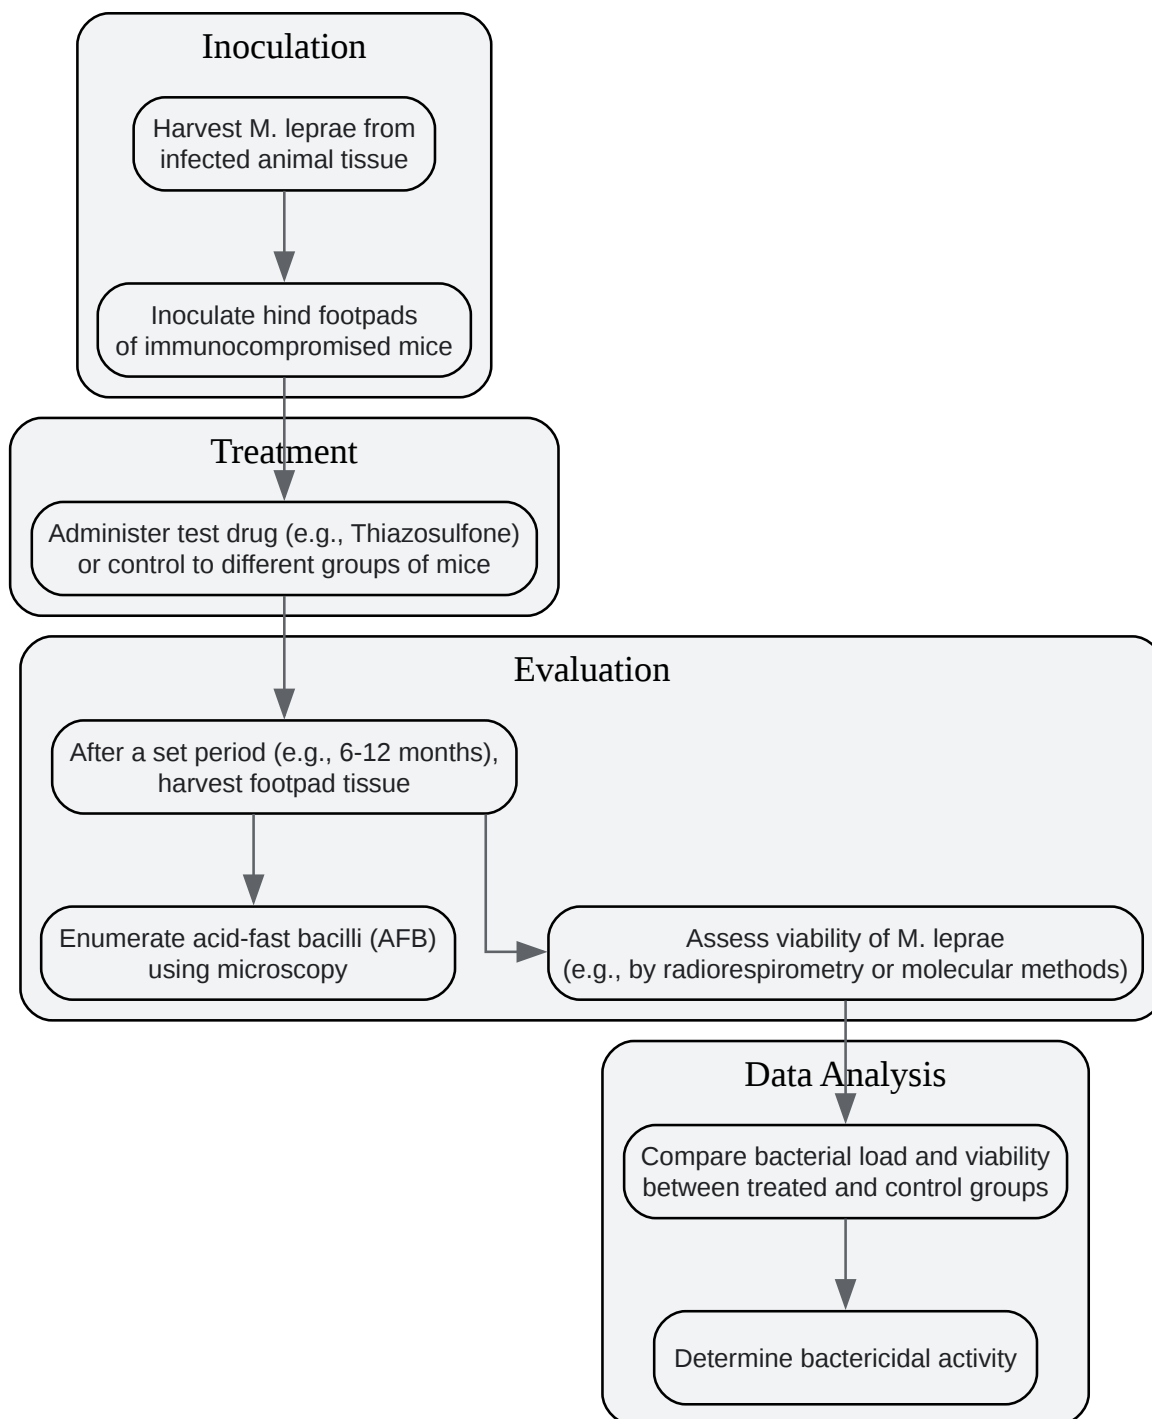 Inoculation
Harvest M. leprae from
infected animal tissue
Inoculate hind footpads
of immunocompromised mice
Treatment
Administer test drug (e.g., Thiazosulfone)
or control to different groups of mice
Evaluation
After a set period (e.g., 6-12 months),
harvest footpad tissue
Enumerate acid-fast bacilli (AFB)
using microscopy
Assess viability of M. leprae
(e.g., by radiorespirometry or molecular methods)
Data Analysis
Compare bacterial load and viability
between treated and control groups
Determine bactericidal activity